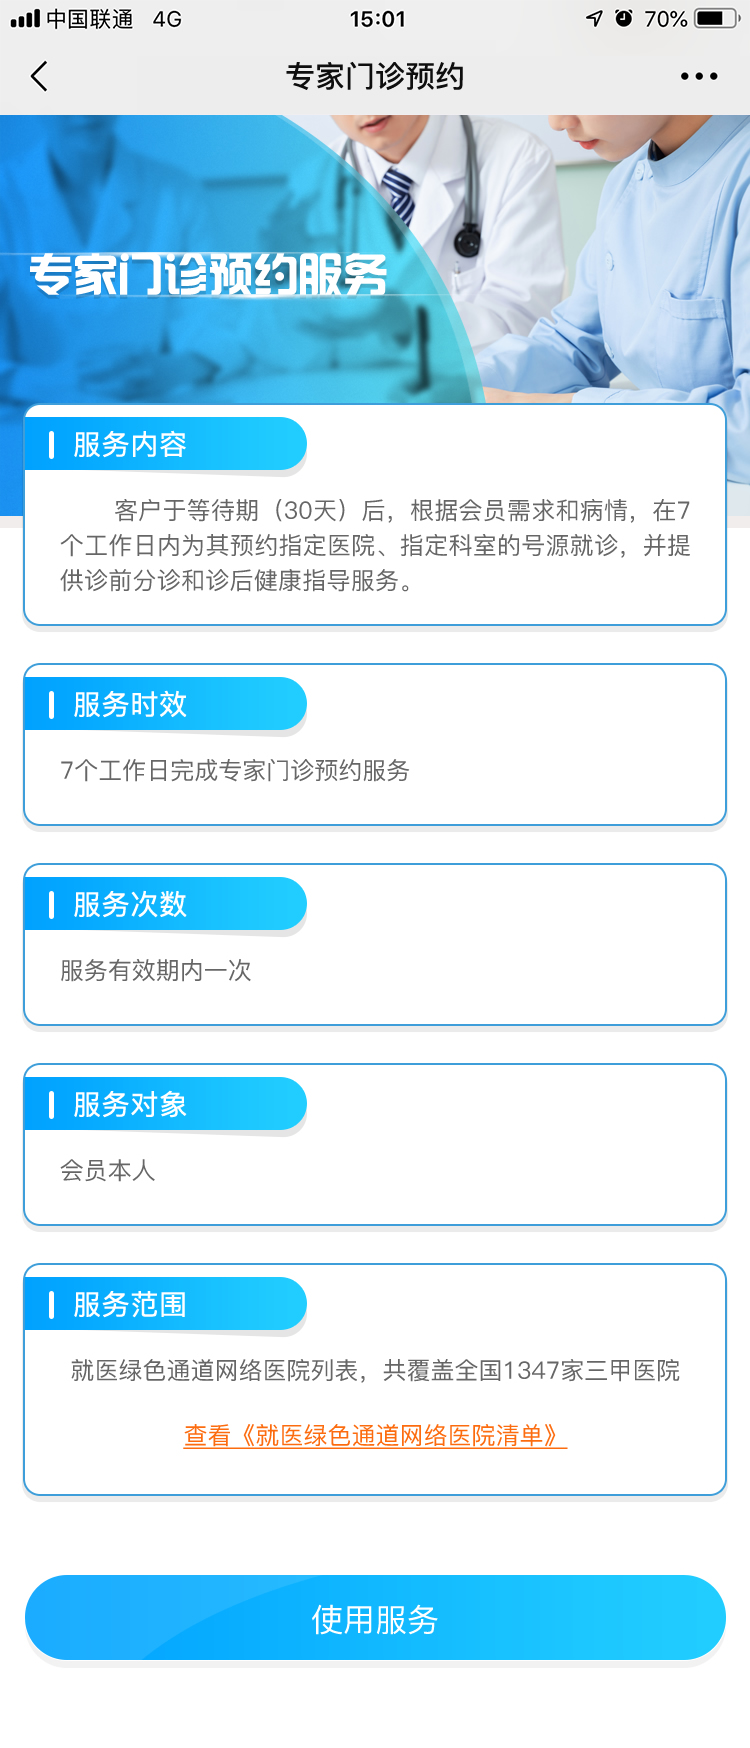 中国联通 4G 15:01 70%
专家门诊预约
专家门诊预约服务
服务内容
客户于等待期（30天）后，根据会员需求和病情，在7
个工作日内为其预约指定医院、指定科室的号源就诊，并提
供诊前分诊和诊后健康指导服务。
服务时效
7个工作日完成专家门诊预约服务
服务次数
服务有效期内一次
服务对象
会员本人
服务范围
就医绿色通道网络医院列表，共覆盖全国1347家三甲医院
查看《就医绿色通道网络医院清单》
使用服务